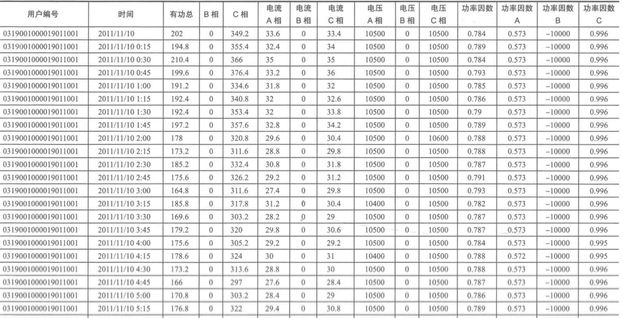 用户编号 时间 有功总 B相 C相 电流A相 电流B相 电流C相 电压A相 电压B相 电压C相 功率因数 功率因数A 功率因数B 功率因数C
0319001000019011001 2011/11/10 202 0 349.2 33.6 0 33.4 10500 0 10500 0.784 0.573 −10000 0.996
0319001000019011001 2011/11/10 0:15 194.8 0 355.4 32.4 0 34 10500 0 10500 0.789 0.573 −10000 0.996
0319001000019011001 2011/11/10 0:30 210.4 0 366 35 0 35 10500 0 10500 0.784 0.573 −10000 0.996
0319001000019011001 2011/11/10 0:45 199.6 0 376.4 33.2 0 36 10500 0 10500 0.793 0.573 −10000 0.996
0319001000019011001 2011/11/10 1:00 191.2 0 334.6 31.8 0 32 10500 0 10500 0.785 0.573 −10000 0.996
0319001000019011001 2011/11/10 1:15 192.4 0 340.8 32 0 32.6 10500 0 10500 0.786 0.573 −10000 0.996
0319001000019011001 2011/11/10 1:30 192.4 0 353.4 32 0 33.8 10500 0 10500 0.79 0.573 −10000 0.996
0319001000019011001 2011/11/10 1:45 197.2 0 357.6 32.8 0 34.2 10500 0 10500 0.789 0.573 −10000 0.996
0319001000019011001 2011/11/10 2:00 178 0 320.8 29.6 0 30.4 10500 0 10600 0.788 0.573 −10000 0.996
0319001000019011001 2011/11/10 2:15 173.2 0 311.6 28.8 0 29.8 10500 0 10500 0.788 0.573 −10000 0.996
0319001000019011001 2011/11/10 2:30 185.2 0 332.4 30.8 0 31.8 10500 0 10500 0.787 0.573 −10000 0.996
0319001000019011001 2011/11/10 2:45 175.6 0 326.2 29.2 0 31.2 10500 0 10500 0.791 0.573 −10000 0.996
0319001000019011001 2011/11/10 3:00 164.8 0 311.6 27.4 0 29.8 10500 0 10500 0.793 0.573 −10000 0.996
0319001000019011001 2011/11/10 3:15 185.8 0 317.8 31.2 0 30.4 10400 0 10500 0.782 0.573 −10000 0.996
0319001000019011001 2011/11/10 3:30 169.6 0 303.2 28.2 0 29 10500 0 10500 0.787 0.573 −10000 0.996
0319001000019011001 2011/11/10 3:45 179.2 0 320 29.8 0 30.6 10500 0 10500 0.787 0.573 −10000 0.996
0319001000019011001 2011/11/10 4:00 175.6 0 305.2 29.2 0 29.2 10500 0 10500 0.784 0.573 −10000 0.995
0319001000019011001 2011/11/10 4:15 178.6 0 324 30 0 31 10400 0 10500 0.788 0.572 −10000 0.995
0319001000019011001 2011/11/10 4:30 173.2 0 313.6 28.8 0 30 10500 0 10500 0.788 0.573 −10000 0.996
0319001000019011001 2011/11/10 4:45 166 0 297 27.6 0 28.4 10500 0 10500 0.787 0.573 −10000 0.996
0319001000019011001 2011/11/10 5:00 170.8 0 303.2 28.4 0 29 10500 0 10500 0.786 0.573 −10000 0.996
0319001000019011001 2011/11/10 5:15 176.8 0 322 29.4 0 30.8 10500 0 10500 0.789 0.573 −10000 0.996